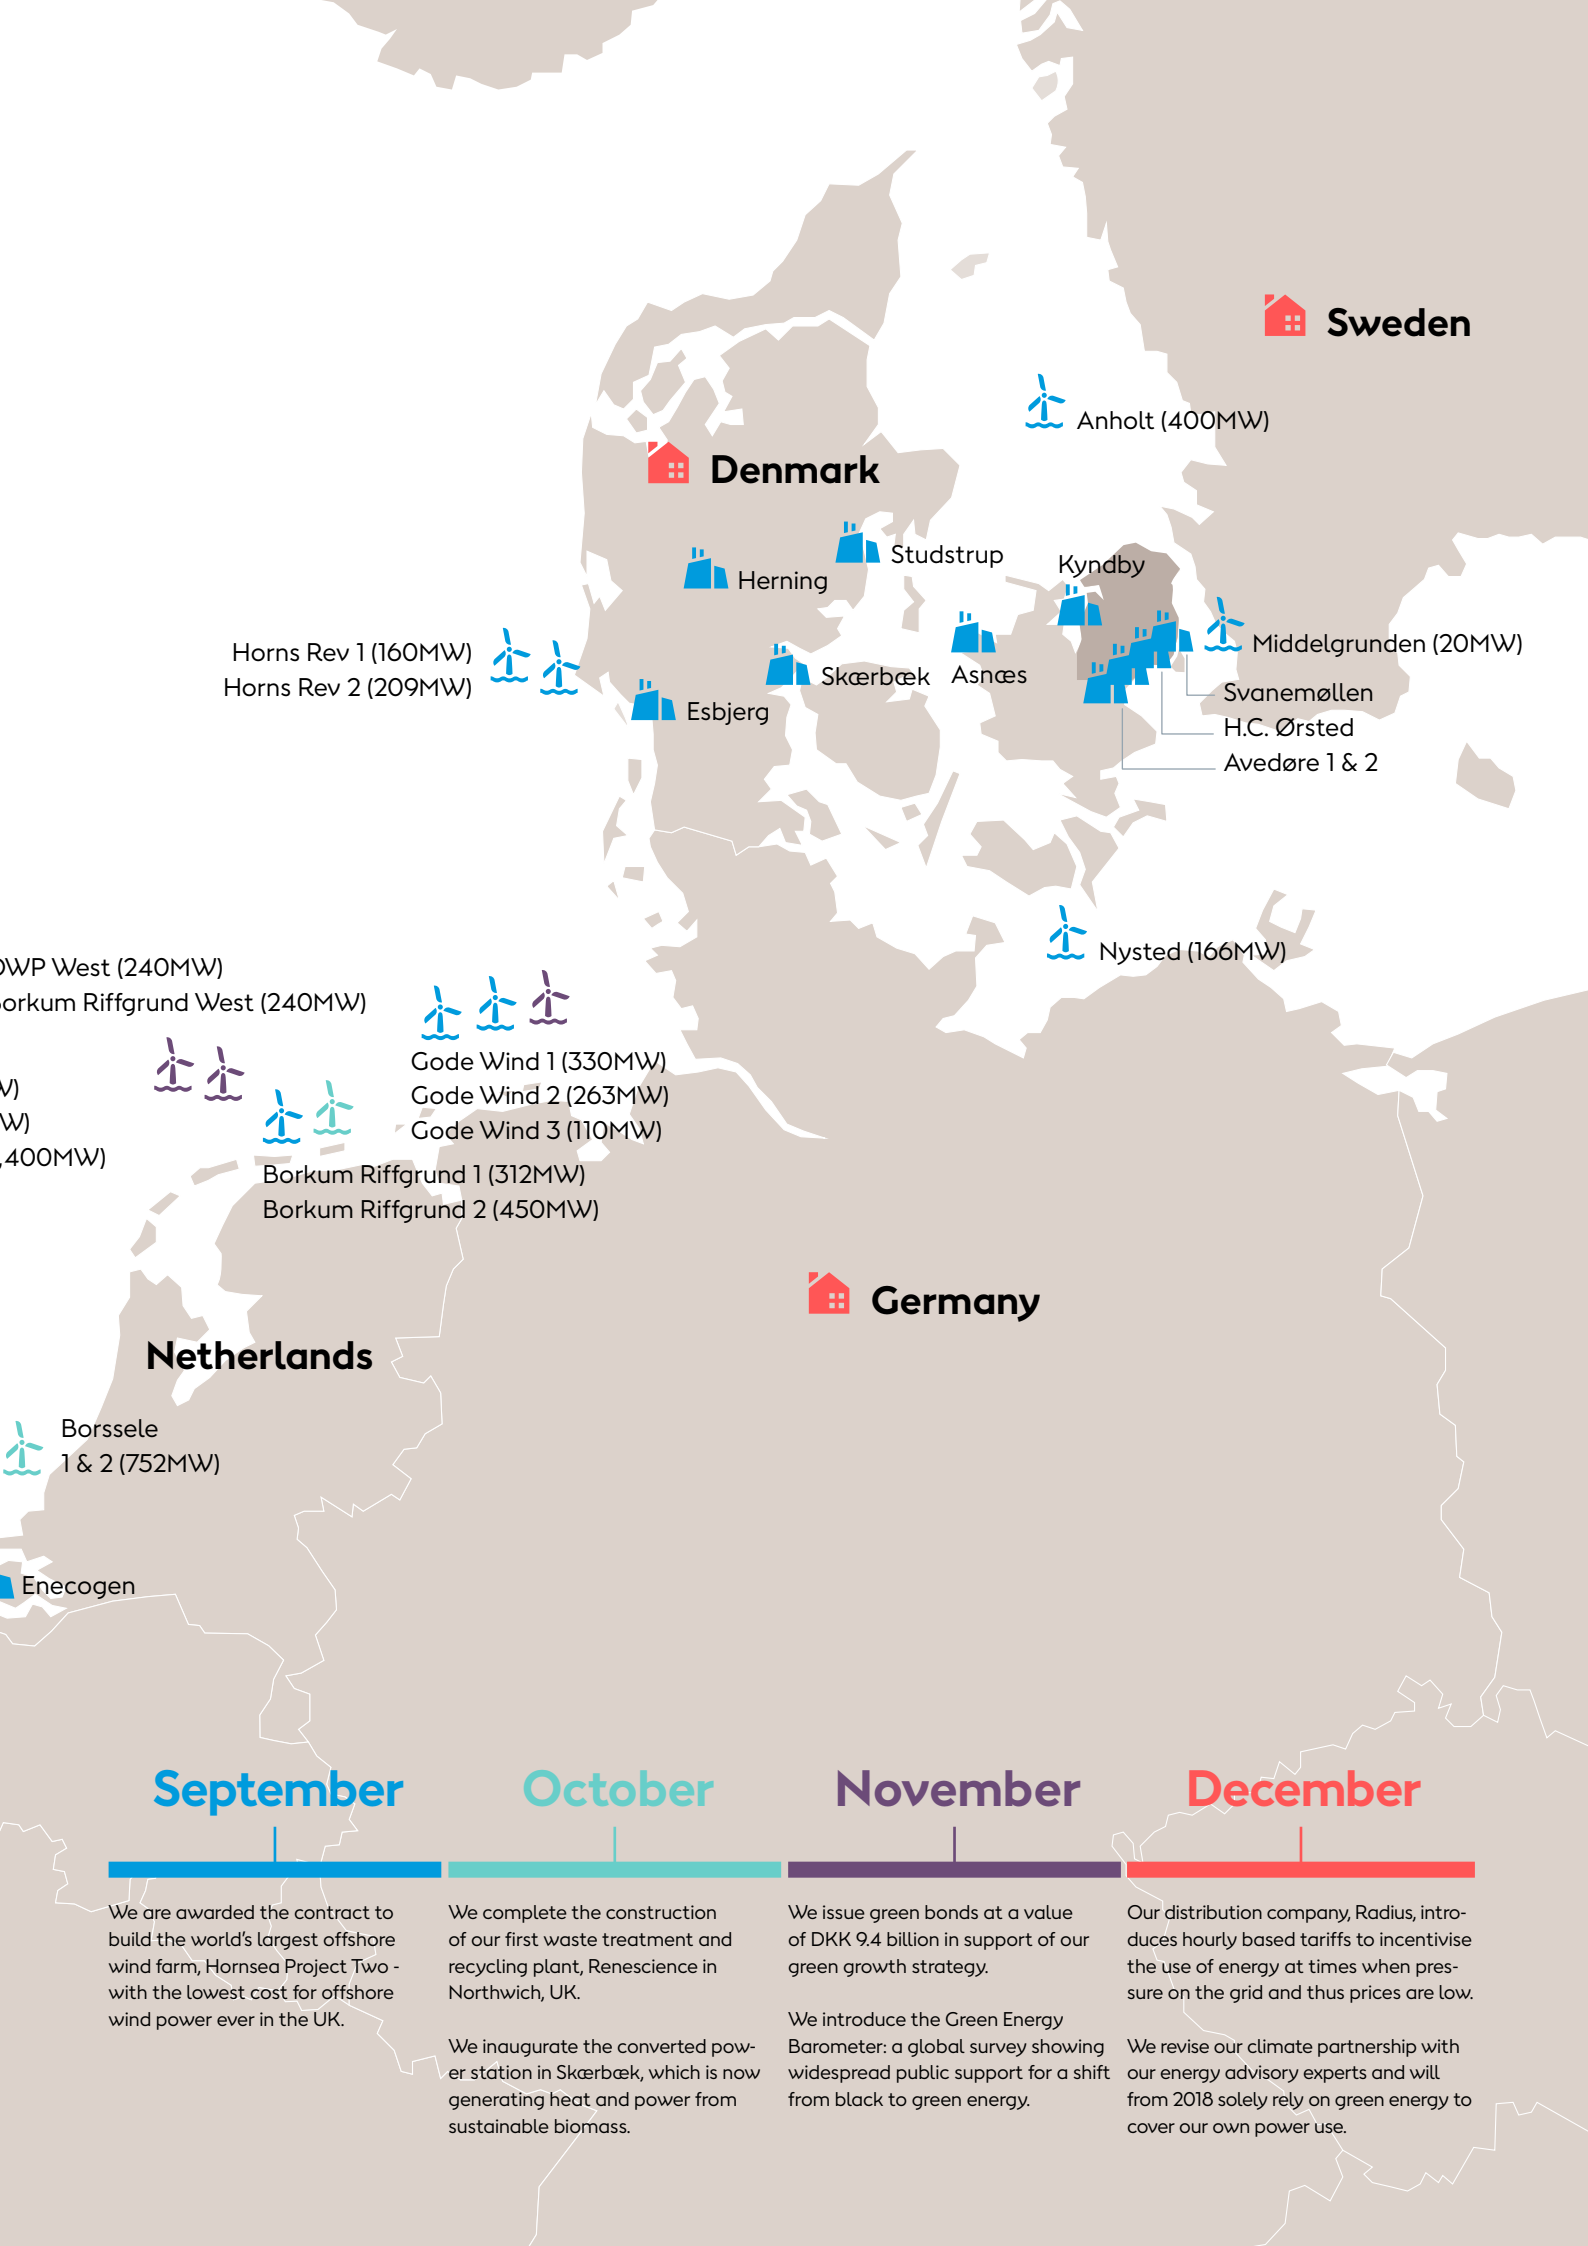 Sweden
Anholt (400MW)
Denmark
Studstrup
Kyndby
Herning
Horns Rev 1 (160MW)
Horns Rev 2 (209MW)
Middelgrunden (20MW)
Skærbæk
Asnæs
Esbjerg
Svanemøllen
H.C. Ørsted
Avedøre 1 & 2
Nysted (166MW)
OWP West (240MW)
Borkum Riffgrund West (240MW)
Gode Wind 1 (330MW)
Gode Wind 2 (263MW)
Gode Wind 3 (110MW)
W)
W)
,400MW)
Borkum Riffgrund 1 (312MW)
Borkum Riffgrund 2 (450MW)
Germany
Netherlands
Borssele
1 & 2 (752MW)
Enecogen
September
We are awarded the contract to
build the world's largest offshore
wind farm, Hornsea Project Two -
with the lowest cost for offshore
wind power ever in the UK.
October
We complete the construction
of our first waste treatment and
recycling plant, Renescience in
Northwich, UK.
We inaugurate the converted pow-
er station in Skærbæk, which is now
generating heat and power from
sustainable biomass.
November
We issue green bonds at a value
of DKK 9.4 billion in support of our
green growth strategy.
We introduce the Green Energy
Barometer: a global survey showing
widespread public support for a shift
from black to green energy.
December
Our distribution company, Radius, intro-
duces hourly based tariffs to incentivise
the use of energy at times when pres-
sure on the grid and thus prices are low.
We revise our climate partnership with
our energy advisory experts and will
from 2018 solely rely on green energy to
cover our own power use.